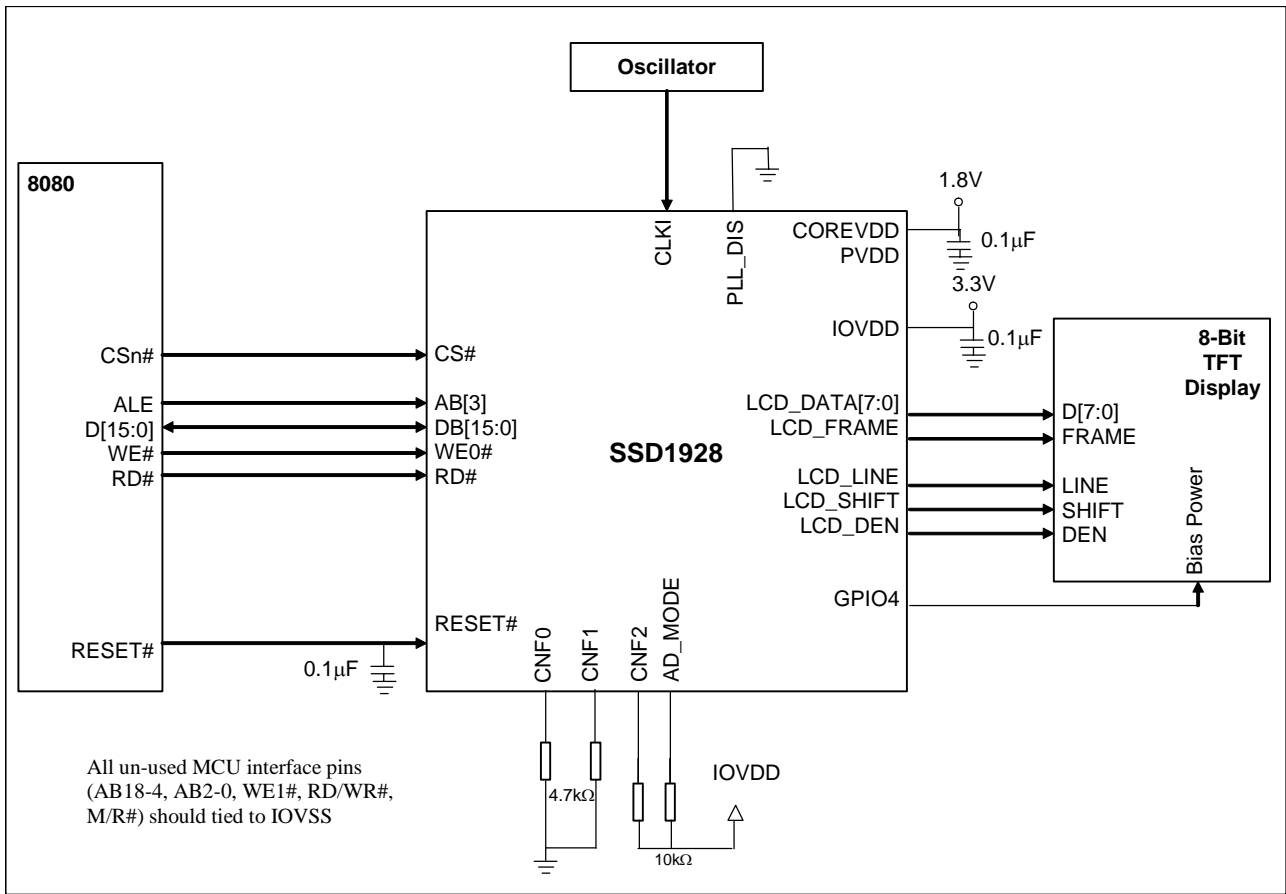 Oscillator
8080
CLKI
PLL_DIS
1.8V
COREVDD
PVDD
0.1µF
3.3V
IOVDD
0.1µF
8-Bit
TFT
Display
CSn#
CS#
ALE
AB[3]
D[15:0]
DB[15:0]
WE#
WE0#
RD#
RD#
SSD1928
LCD_DATA[7:0]
D[7:0]
LCD_FRAME
FRAME
LCD_LINE
LINE
LCD_SHIFT
SHIFT
LCD_DEN
DEN
Bias Power
GPIO4
RESET#
RESET#
0.1µF
CNF0
CNF1
CNF2
AD_MODE
4.7kΩ
IOVDD
10kΩ
All un-used MCU interface pins
(AB18-4, AB2-0, WE1#, RD/WR#,
M/R#) should tied to IOVSS